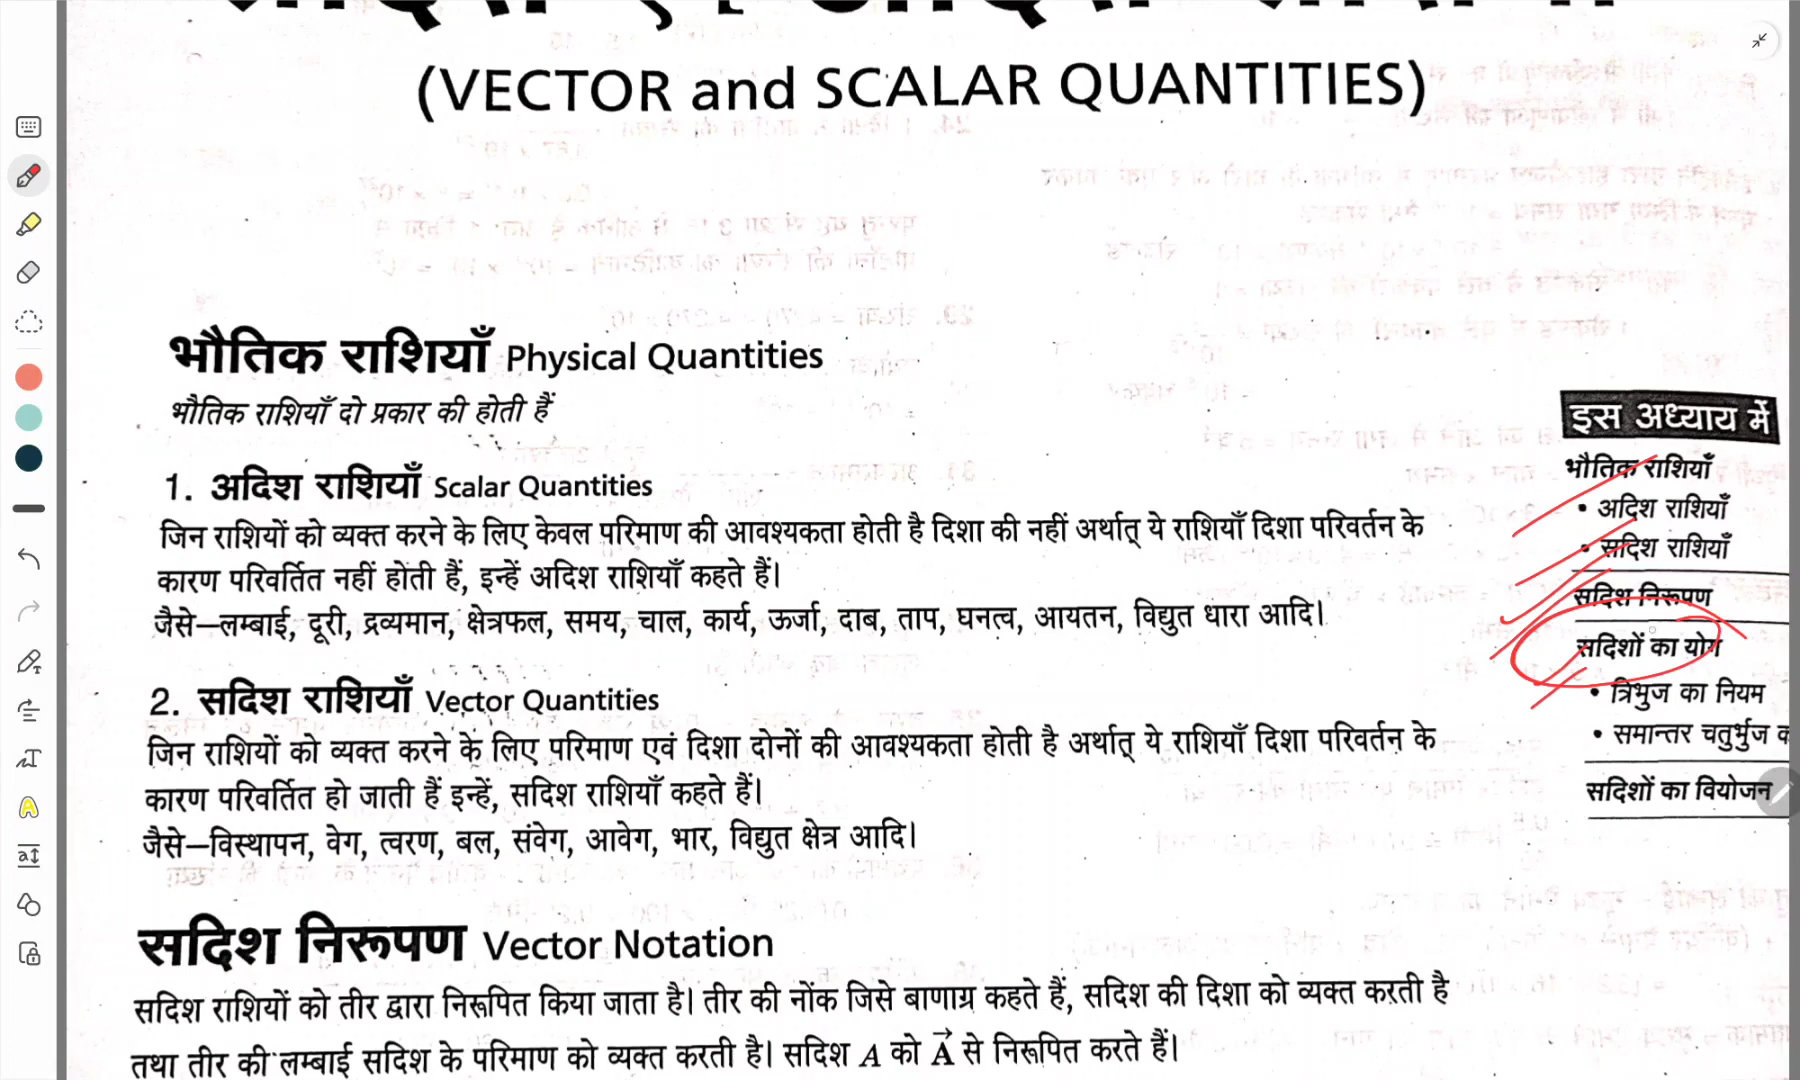 (VECTOR and SCALAR QUANTITIES)
भौतिक राशियाँ Physical Quantities
भौतिक राशियाँ दो प्रकार की होती हैं
1. अदिश राशियाँ Scalar Quantities
जिन राशियों को व्यक्त करने के लिए केवल परिमाण की आवश्यकता होती है दिशा की नहीं अर्थात् ये राशियाँ दिशा परिवर्तन के
कारण परिवर्तित नहीं होती हैं, इन्हें अदिश राशियाँ कहते हैं।
जैसे—लम्बाई, दूरी, द्रव्यमान, क्षेत्रफल, समय, चाल, कार्य, ऊर्जा, दाब, ताप, घनत्व, आयतन, विद्युत धारा आदि।
2. सदिश राशियाँ Vector Quantities
जिन राशियों को व्यक्त करने के लिए परिमाण एवं दिशा दोनों की आवश्यकता होती है अर्थात् ये राशियाँ दिशा परिवर्तन के
कारण परिवर्तित हो जाती हैं इन्हें, सदिश राशियाँ कहते हैं।
जैसे—विस्थापन, वेग, त्वरण, बल, संवेग, आवेग, भार, विद्युत क्षेत्र आदि।
सदिश निरूपण Vector Notation
सदिश राशियों को तीर द्वारा निरूपित किया जाता है। तीर की नोंक जिसे बाणाग्र कहते हैं, सदिश की दिशा को व्यक्त करती है
तथा तीर की लम्बाई सदिश के परिमाण को व्यक्त करती है। सदिश A को A⃗ से निरूपित करते हैं।
इस अध्याय में
भौतिक राशियाँ
• अदिश राशियाँ
• सदिश राशियाँ
सदिश निरूपण
सदिशों का योग
• त्रिभुज का नियम
• समान्तर चतुर्भुज
सदिशों का वियोजन